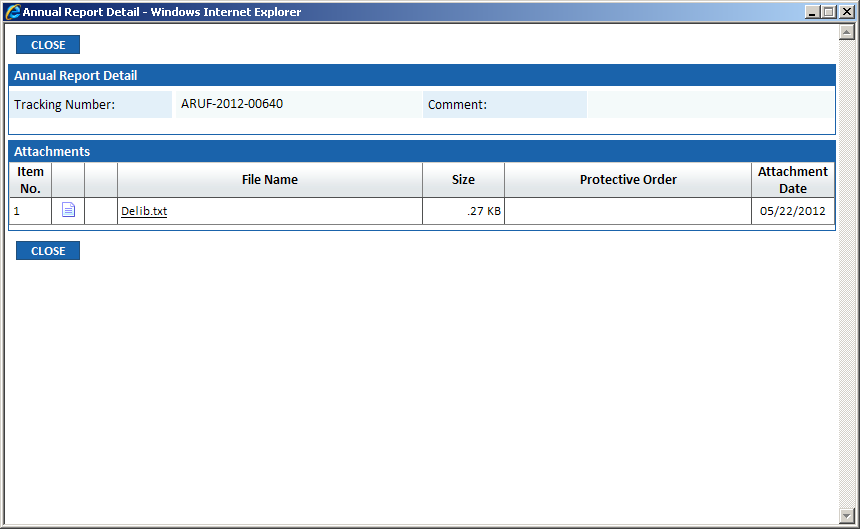 Annual Report Detail - Windows Internet Explorer
CLOSE
Annual Report Detail
Tracking Number: ARUF-2012-00640 Comment:
Attachments
Item No. File Name Size Protective Order Attachment Date
1 Delib.txt .27 KB 05/22/2012
CLOSE